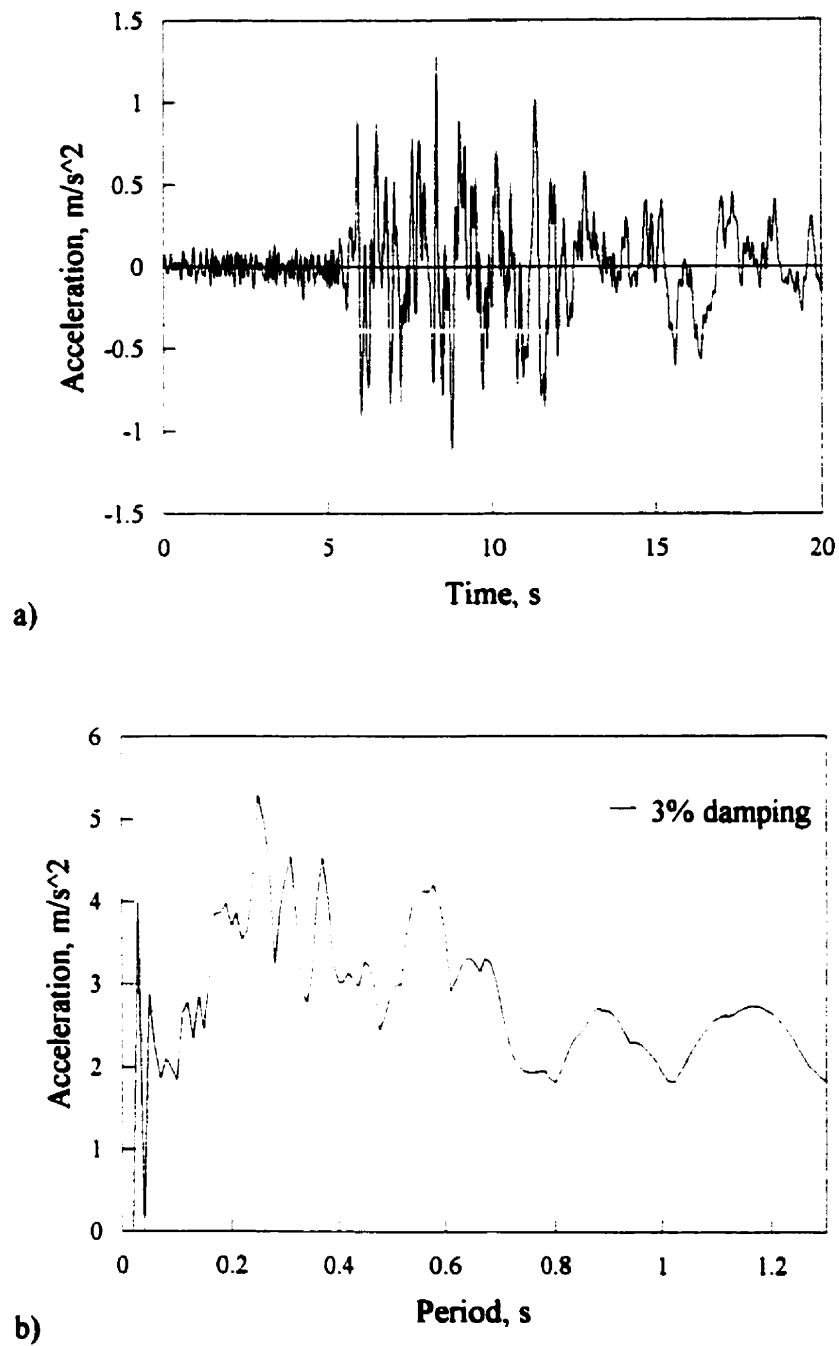 1.5
1
0.5
0
-0.5
-1
-1.5
Acceleration, m/s^2
0 5 10 15 20
Time, s
a)
6
5
4
3
2
1
0
Acceleration, m/s^2
— 3% damping
0 0.2 0.4 0.6 0.8 1 1.2
Period, s
b)